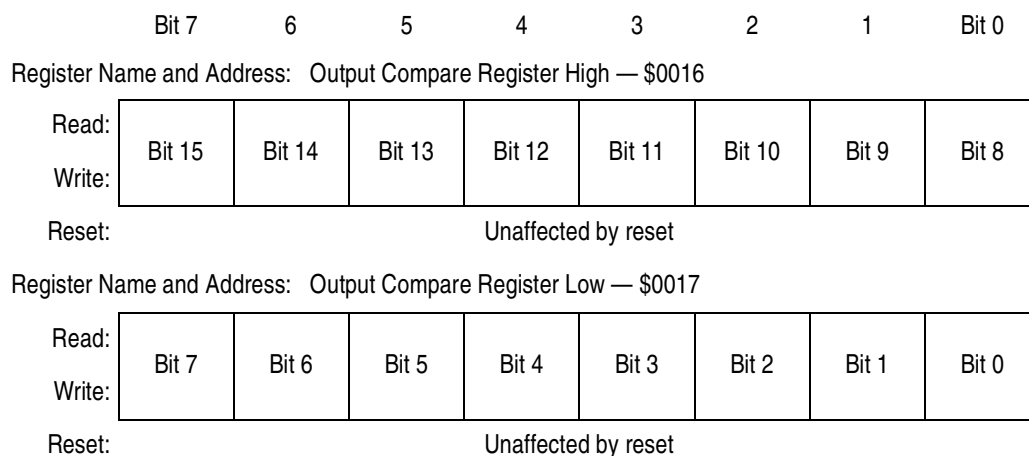 Bit 7 6 5 4 3 2 1 Bit 0
Register Name and Address: Output Compare Register High — $0016
Read:
Bit 15 Bit 14 Bit 13 Bit 12 Bit 11 Bit 10 Bit 9 Bit 8
Write:
Reset: Unaffected by reset
Register Name and Address: Output Compare Register Low — $0017
Read:
Bit 7 Bit 6 Bit 5 Bit 4 Bit 3 Bit 2 Bit 1 Bit 0
Write:
Reset: Unaffected by reset